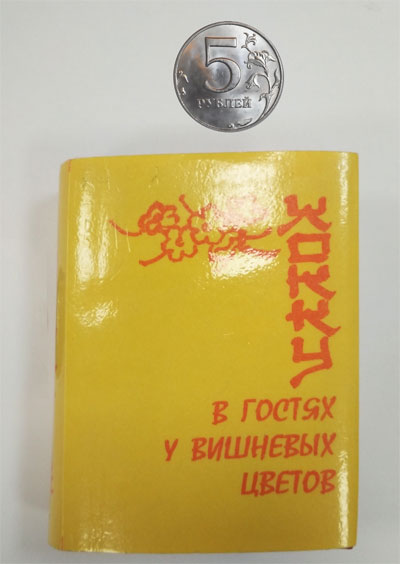 5
РУБЛЕЙ
ХОККУ
В ГОСТЯХ
У ВИШНЕВЫХ
ЦВЕТОВ